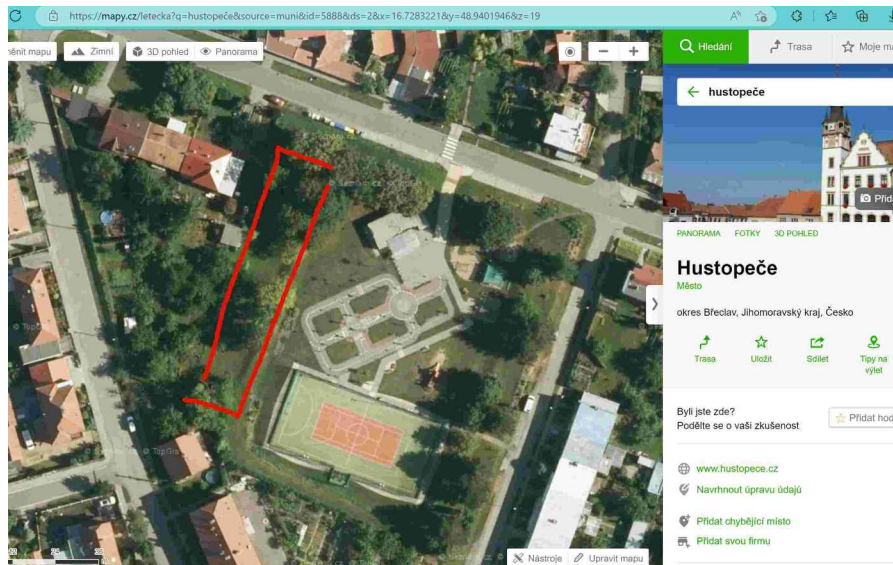 https://mapy.cz/letecka?q=hustopeče&source=muni&id=5888&ds=2&x=16.7283221&y=48.9401946&z=19
mapu
Zimní
3D pohled
Panorama
Hledání
Trasa
Moje
hustopeče
PANORAMA FOTKY 3D POHLED
Hustopeče
Město
okres Břeclav, Jihomoravský kraj, Česko
Trasa
Uložit
Sdílet
Tipy na
výlet
Byli jste zde?
Podělte se o vaši zkušenost
Přidat
www.hustopece.cz
Navrhnout úpravu údajů
Přidat chybějící místo
Přidat svou firmu
© TopGis
Nástroje
Upravit mapu